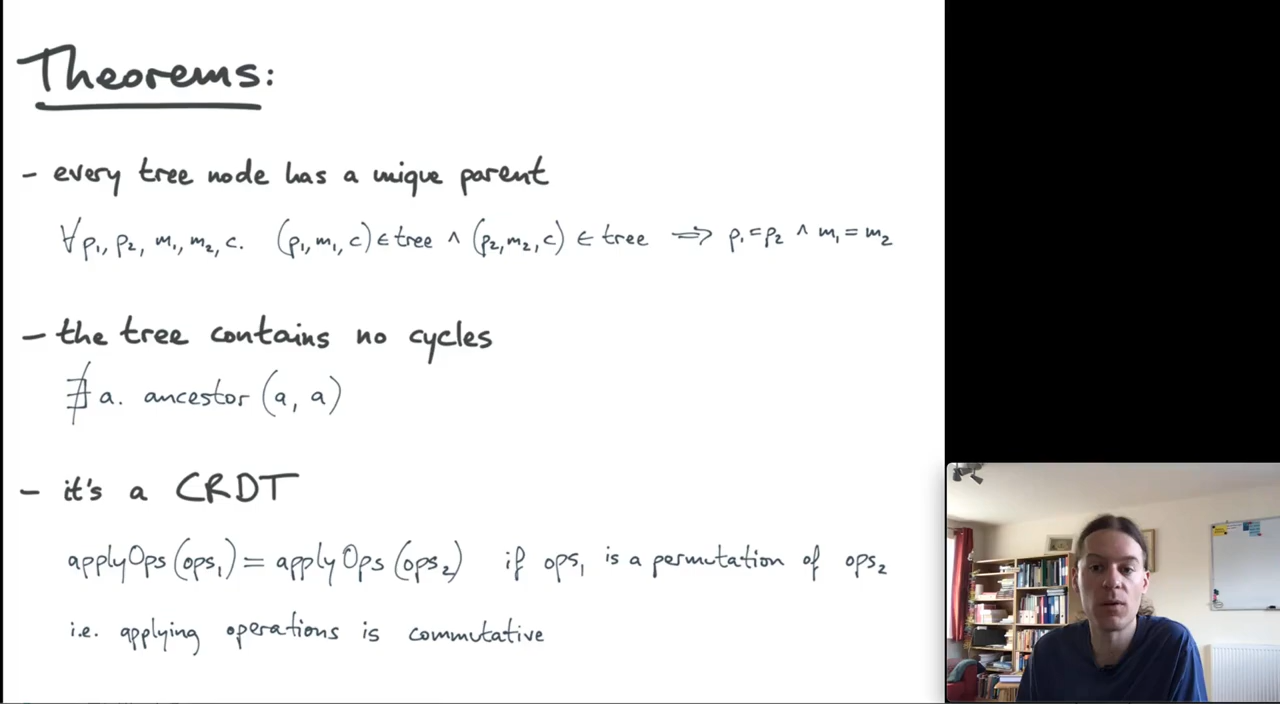 Theorems:
- every tree node has a unique parent
∀p₁, p₂, m₁, m₂, c. (p₁, m₁, c) ∈ tree ∧ (p₂, m₂, c) ∈ tree ⟹ p₁ = p₂ ∧ m₁ = m₂
- the tree contains no cycles
∄a. ancestor (a, a)
- it's a CRDT
applyOps (ops₁) = applyOps (ops₂) if ops₁ is a permutation of ops₂
i.e. applying operations is commutative